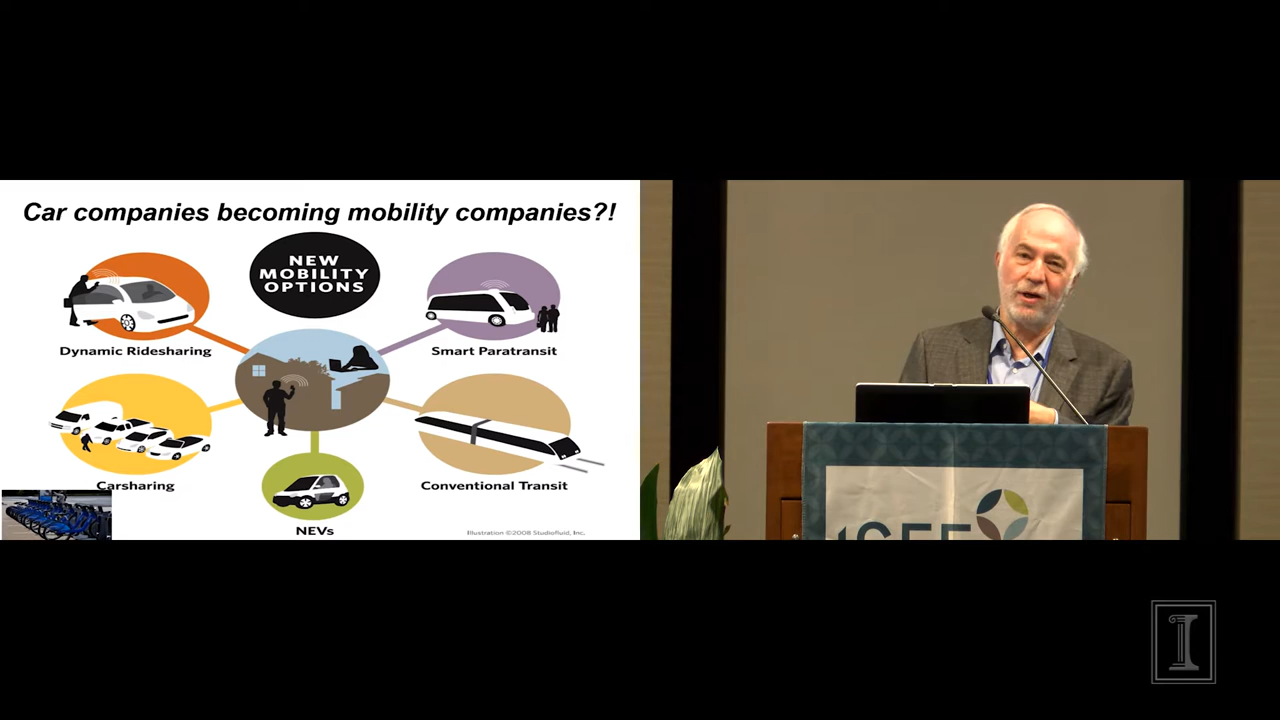 Car companies becoming mobility companies?!
NEW
MOBILITY
OPTIONS
Dynamic Ridesharing
Smart Paratransit
Carsharing
Conventional Transit
NEVs
Illustration ©2008 Studiofluid, Inc.